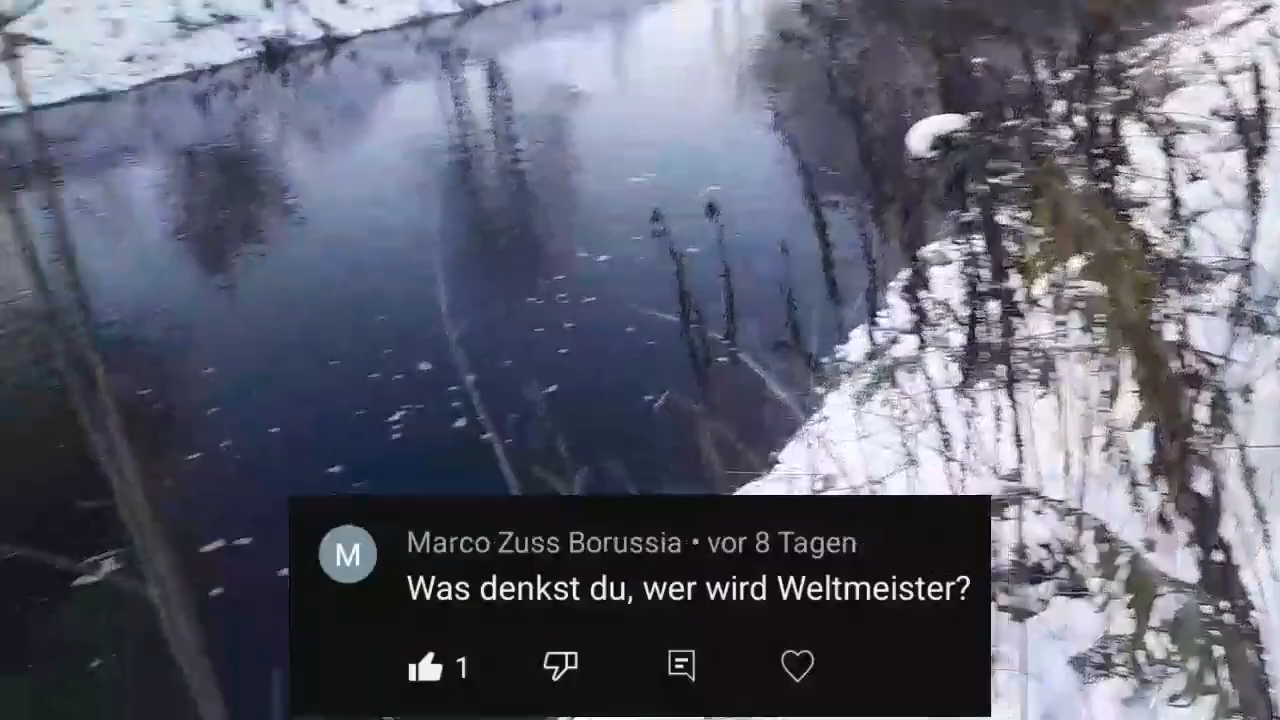 M
Marco Zuss Borussia • vor 8 Tagen
Was denkst du, wer wird Weltmeister?
1